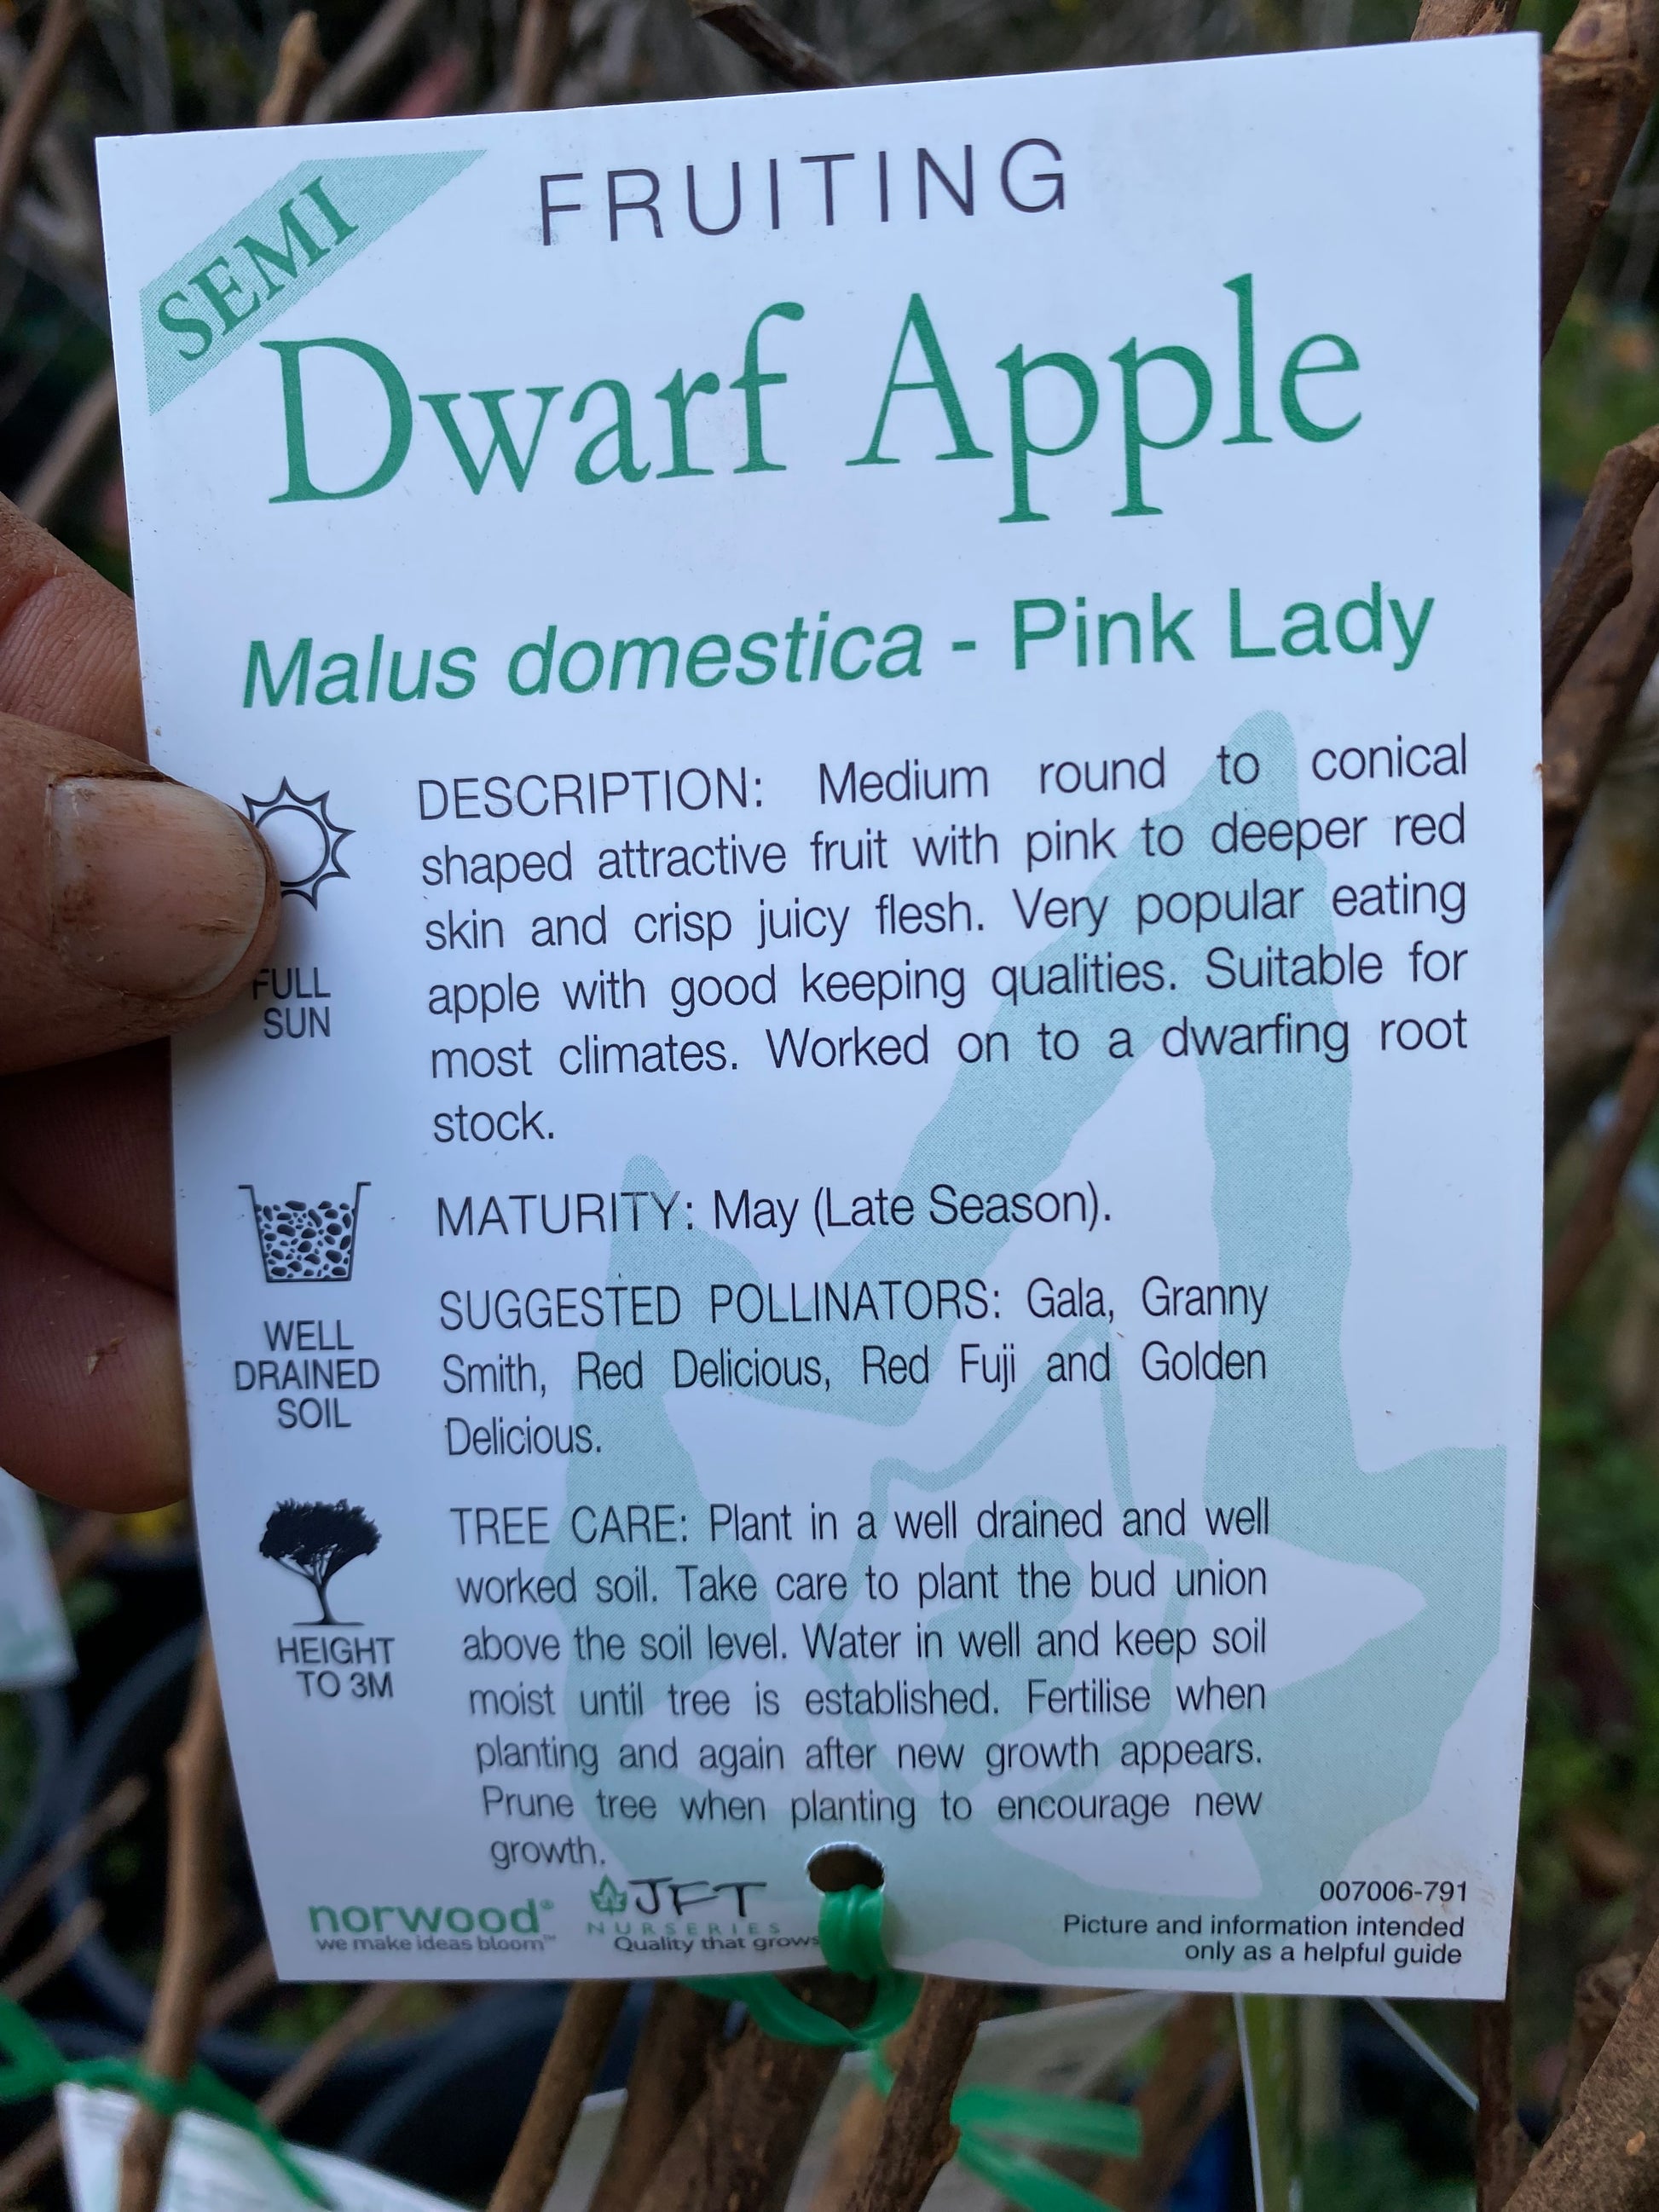 SEMI
FRUITING
Dwarf Apple
Malus domestica - Pink Lady
FULL
SUN
DESCRIPTION: Medium round to conical
shaped attractive fruit with pink to deeper red
skin and crisp juicy flesh. Very popular eating
apple with good keeping qualities. Suitable for
most climates. Worked on to a dwarfing root
stock.
MATURITY: May (Late Season).
WELL
DRAINED
SOIL
SUGGESTED POLLINATORS: Gala, Granny
Smith, Red Delicious, Red Fuji and Golden
Delicious.
HEIGHT
TO 3M
TREE CARE: Plant in a well drained and well
worked soil. Take care to plant the bud union
above the soil level. Water in well and keep soil
moist until tree is established. Fertilise when
planting and again after new growth appears.
Prune tree when planting to encourage new
growth.
norwood®
we make ideas bloom™
JFT
NURSERIES
Quality that grows
007006-791
Picture and information intended
only as a helpful guide